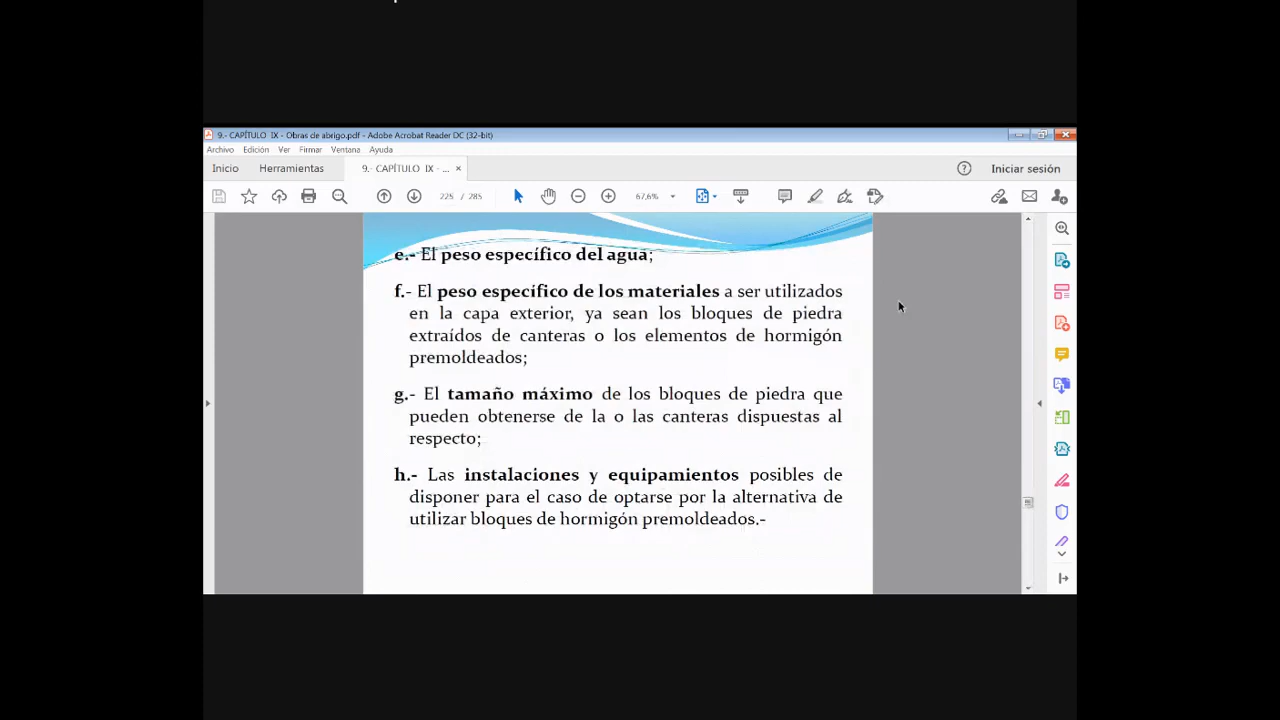 9.- CAPÍTULO IX - Obras de abrigo.pdf - Adobe Acrobat Reader DC (32-bit)
Archivo Edición Ver Firmar Ventana Ayuda
Inicio Herramientas 9.- CAPÍTULO IX - ... × Iniciar sesión
225 / 285 67,6%
e.- El peso específico del agua;
f.- El peso específico de los materiales a ser utilizados
en la capa exterior, ya sean los bloques de piedra
extraídos de canteras o los elementos de hormigón
premoldeados;
g.- El tamaño máximo de los bloques de piedra que
pueden obtenerse de la o las canteras dispuestas al
respecto;
h.- Las instalaciones y equipamientos posibles de
disponer para el caso de optarse por la alternativa de
utilizar bloques de hormigón premoldeados.-